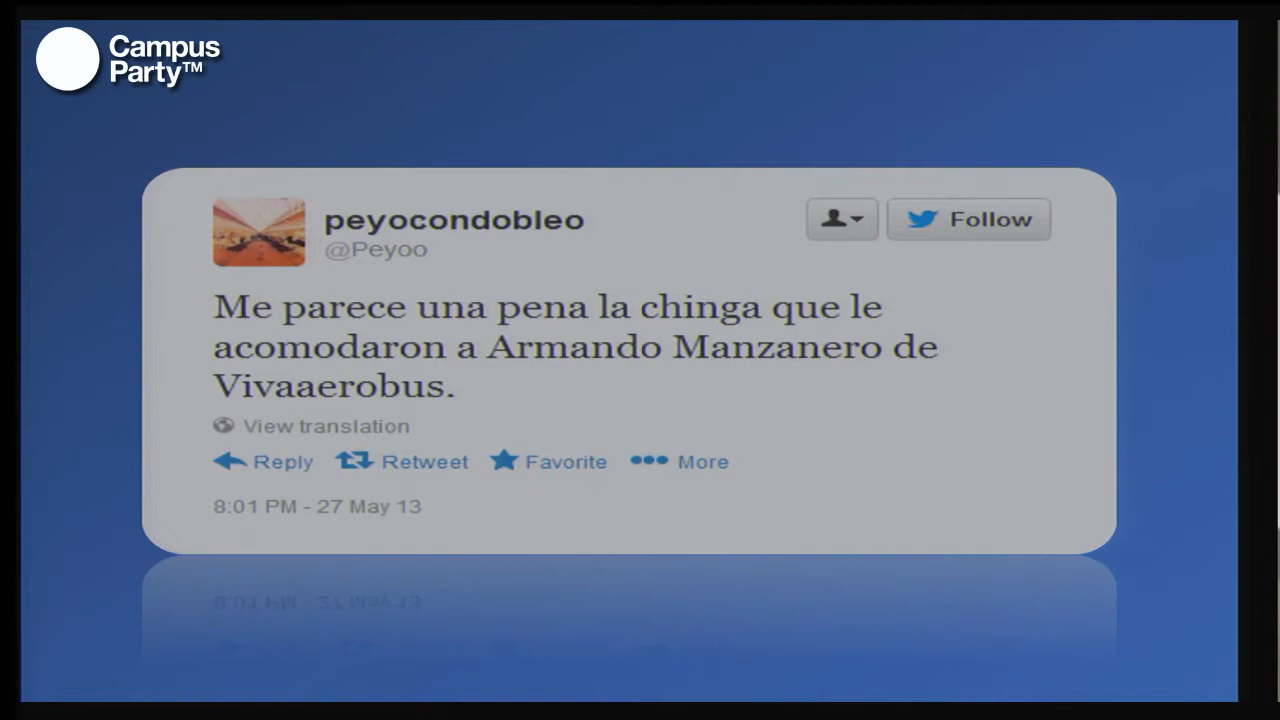 Campus
Party™
peyocondobleo
@Peyoo
Follow
Me parece una pena la chinga que le
acomodaron a Armando Manzanero de
Vivaaerobus.
View translation
Reply Retweet Favorite More
8:01 PM - 27 May 13